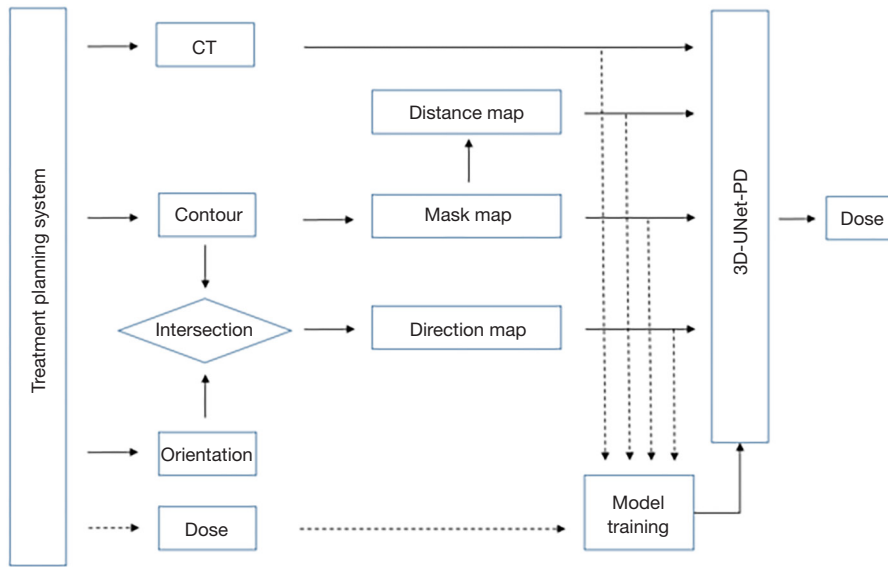 Treatment planning system
CT
Distance map
Contour
Mask map
Intersection
Direction map
Orientation
Dose
Model
training
3D-UNet-PD
Dose